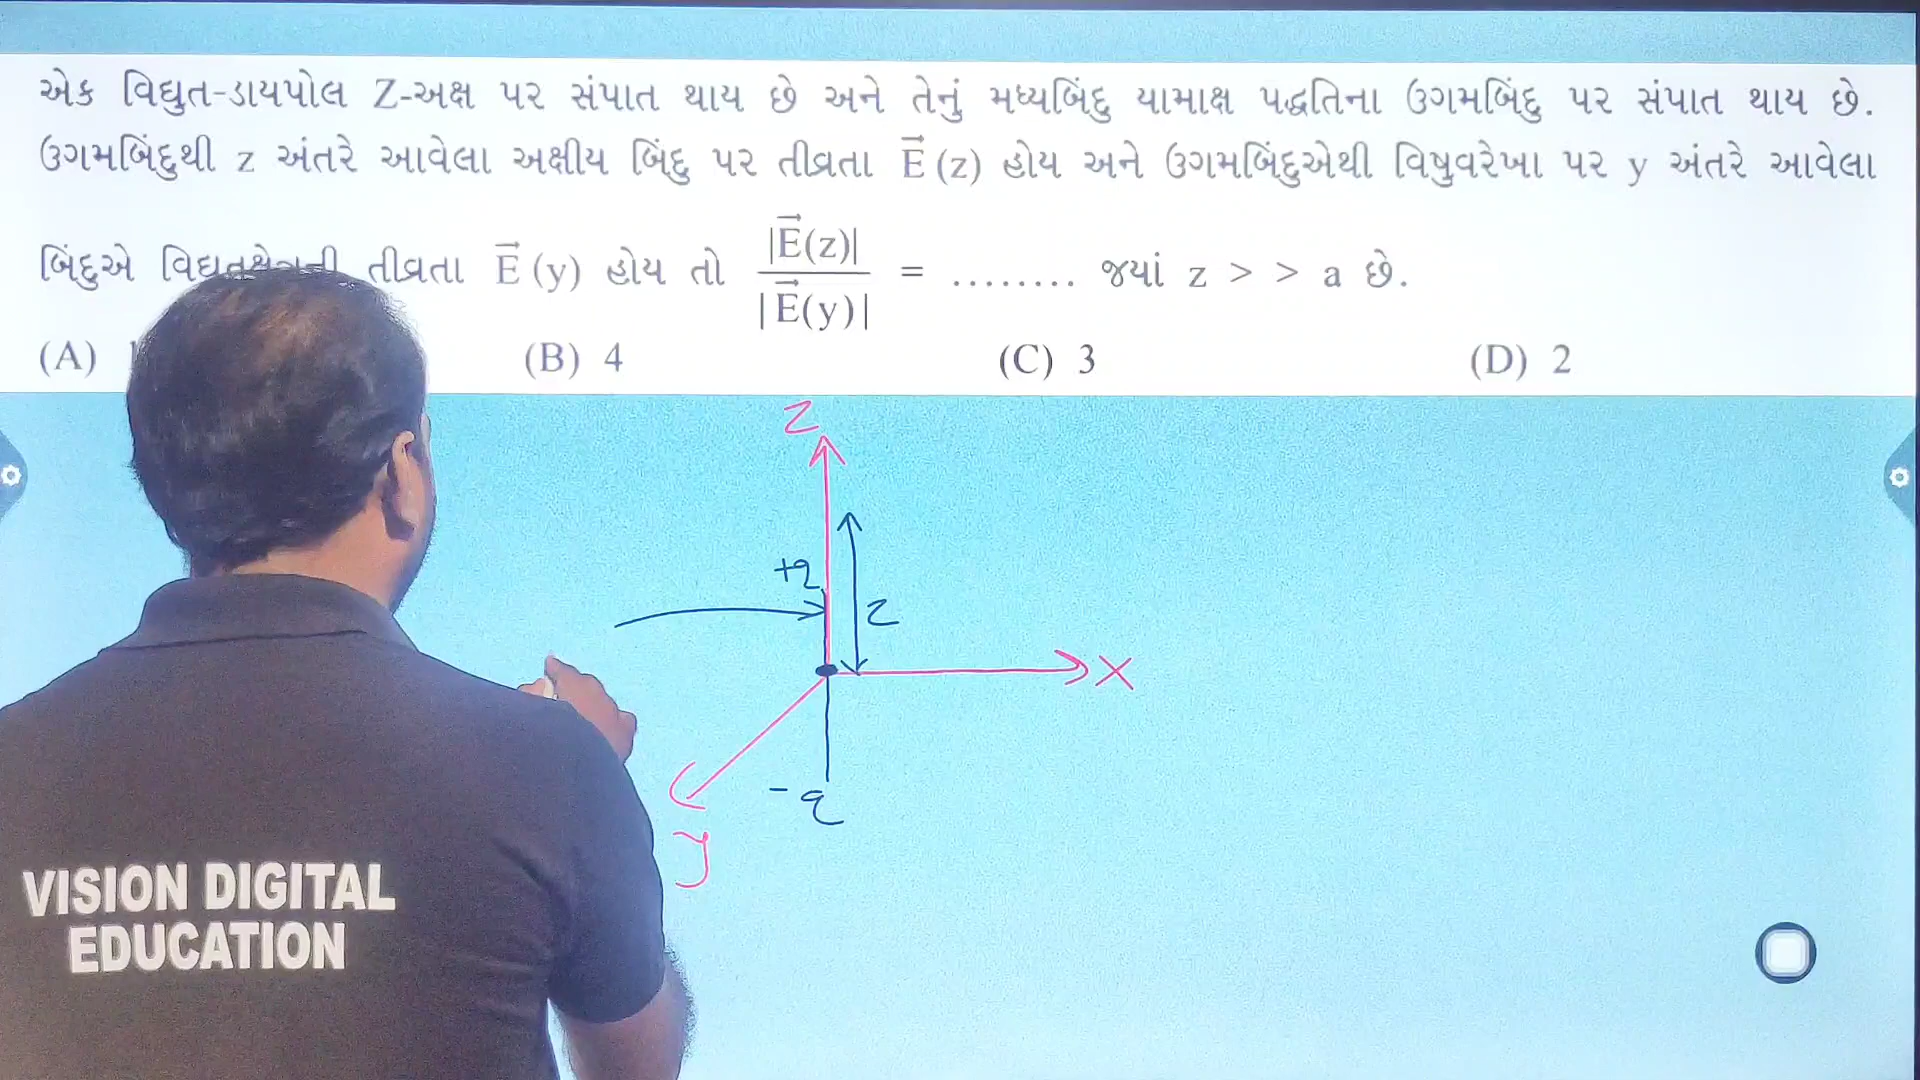 એક વિદ્યુત-ડાયપોલ Z-અક્ષ પર સંપાત થાય છે અને તેનું મધ્યબિંદુ યામાક્ષ પદ્ધતિના ઉગમબિંદુ પર સંપાત થાય છે.
ઉગમબિંદુથી z અંતરે આવેલા અક્ષીય બિંદુ પર તીવ્રતા E⃗ (z) હોય અને ઉગમબિંદુએથી વિષુવરેખા પર y અંતરે આવેલા
બિંદુએ તીવ્રતા E⃗ (y) હોય તો |E⃗(z)| / |E⃗(y)| = ........ જયાં z > > a છે.
(A) (B) 4 (C) 3 (D) 2
Z
+q
z
X
-q
y
VISION DIGITAL
EDUCATION